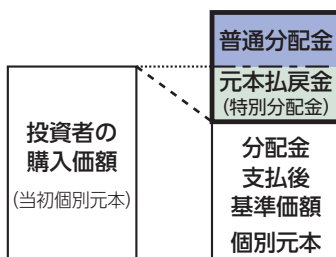 普通分配金
元本払戻金
(特別分配金)
投資者の
購入価額
(当初個別元本)
分配金
支払後
基準価額
個別元本